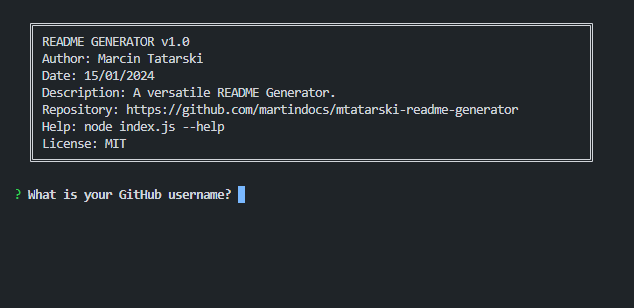 README GENERATOR v1.0
Author: Marcin Tatarski
Date: 15/01/2024
Description: A versatile README Generator.
Repository: https://github.com/martindocs/mtatarski-readme-generator
Help: node index.js --help
License: MIT
? What is your GitHub username?